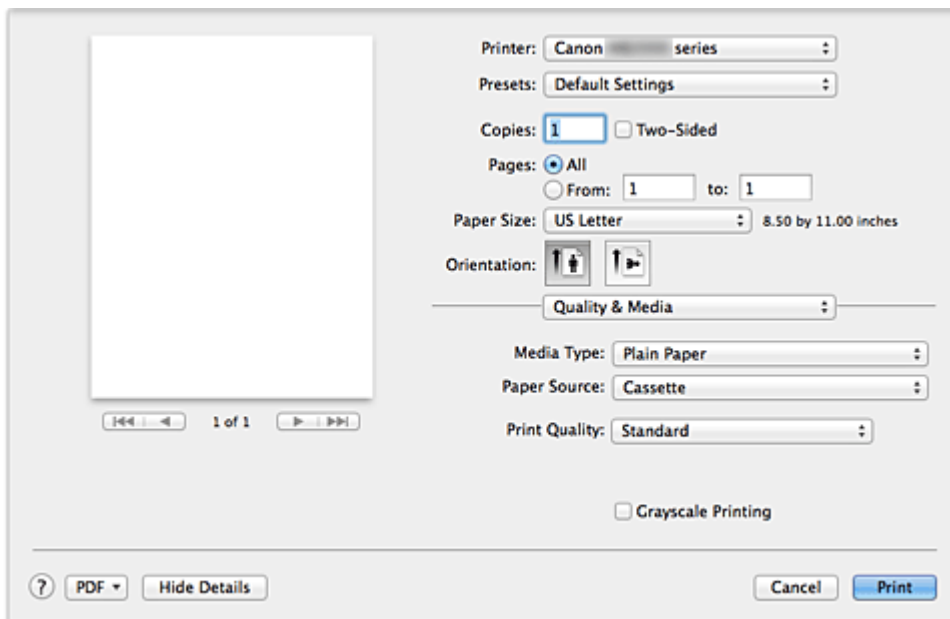 Printer: Canon series
Presets: Default Settings
Copies: 1 Two-Sided
Pages: All
From: 1 to: 1
Paper Size: US Letter 8.50 by 11.00 inches
Orientation:
Quality & Media
Media Type: Plain Paper
Paper Source: Cassette
1 of 1
Print Quality: Standard
Grayscale Printing
? PDF Hide Details Cancel Print